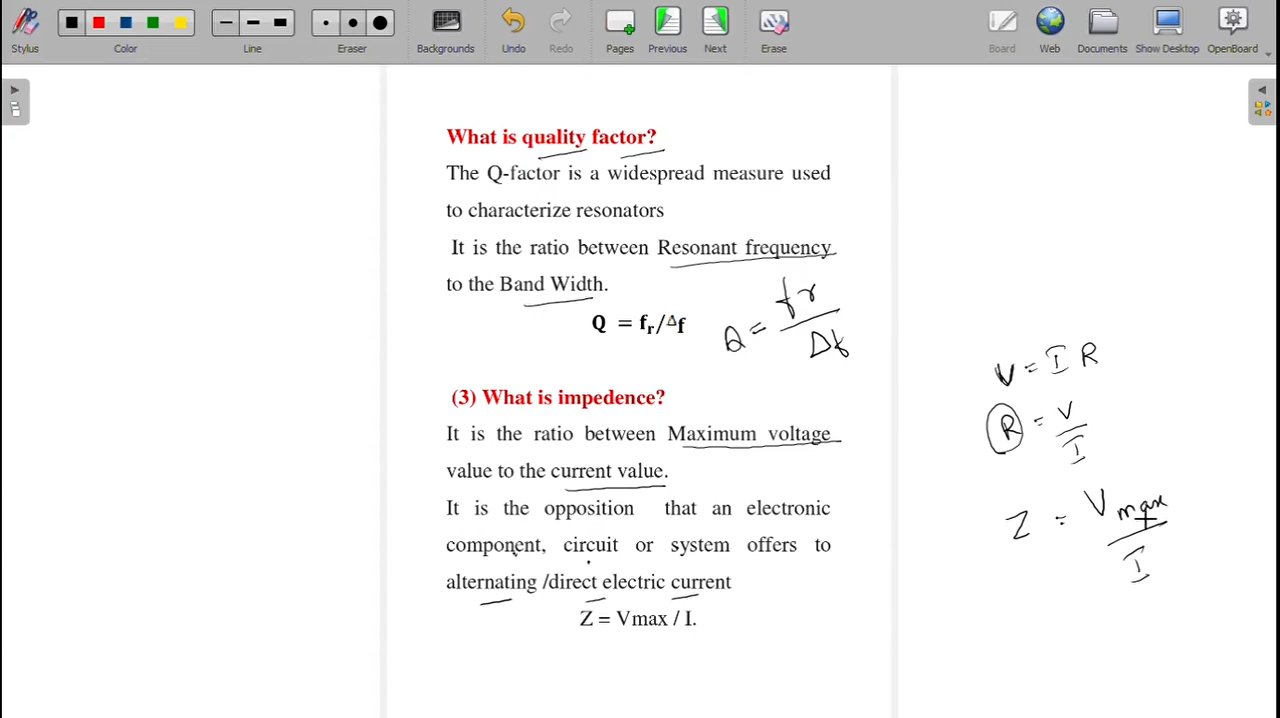 Stylus
Color
Line
Eraser
Backgrounds
Undo
Redo
Pages
Previous
Next
Erase
Board
Web
Documents
Show Desktop
OpenBoard
What is quality factor?
The Q-factor is a widespread measure used
to characterize resonators
It is the ratio between Resonant frequency
to the Band Width.
Q = fr/Δf
Q = fr/Δf
(3) What is impedence?
It is the ratio between Maximum voltage
value to the current value.
It is the opposition that an electronic
component, circuit or system offers to
alternating /direct electric current
Z = Vmax / I.
V = I R
R = V/I
Z = Vmax/I